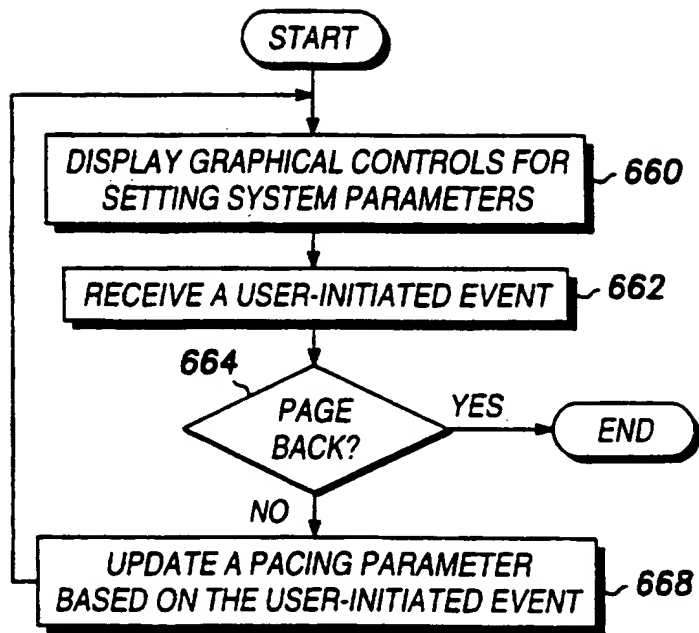 START
DISPLAY GRAPHICAL CONTROLS FOR
SETTING SYSTEM PARAMETERS
660
RECEIVE A USER-INITIATED EVENT
662
664
PAGE
BACK?
YES
END
NO
UPDATE A PACING PARAMETER
BASED ON THE USER-INITIATED EVENT
668